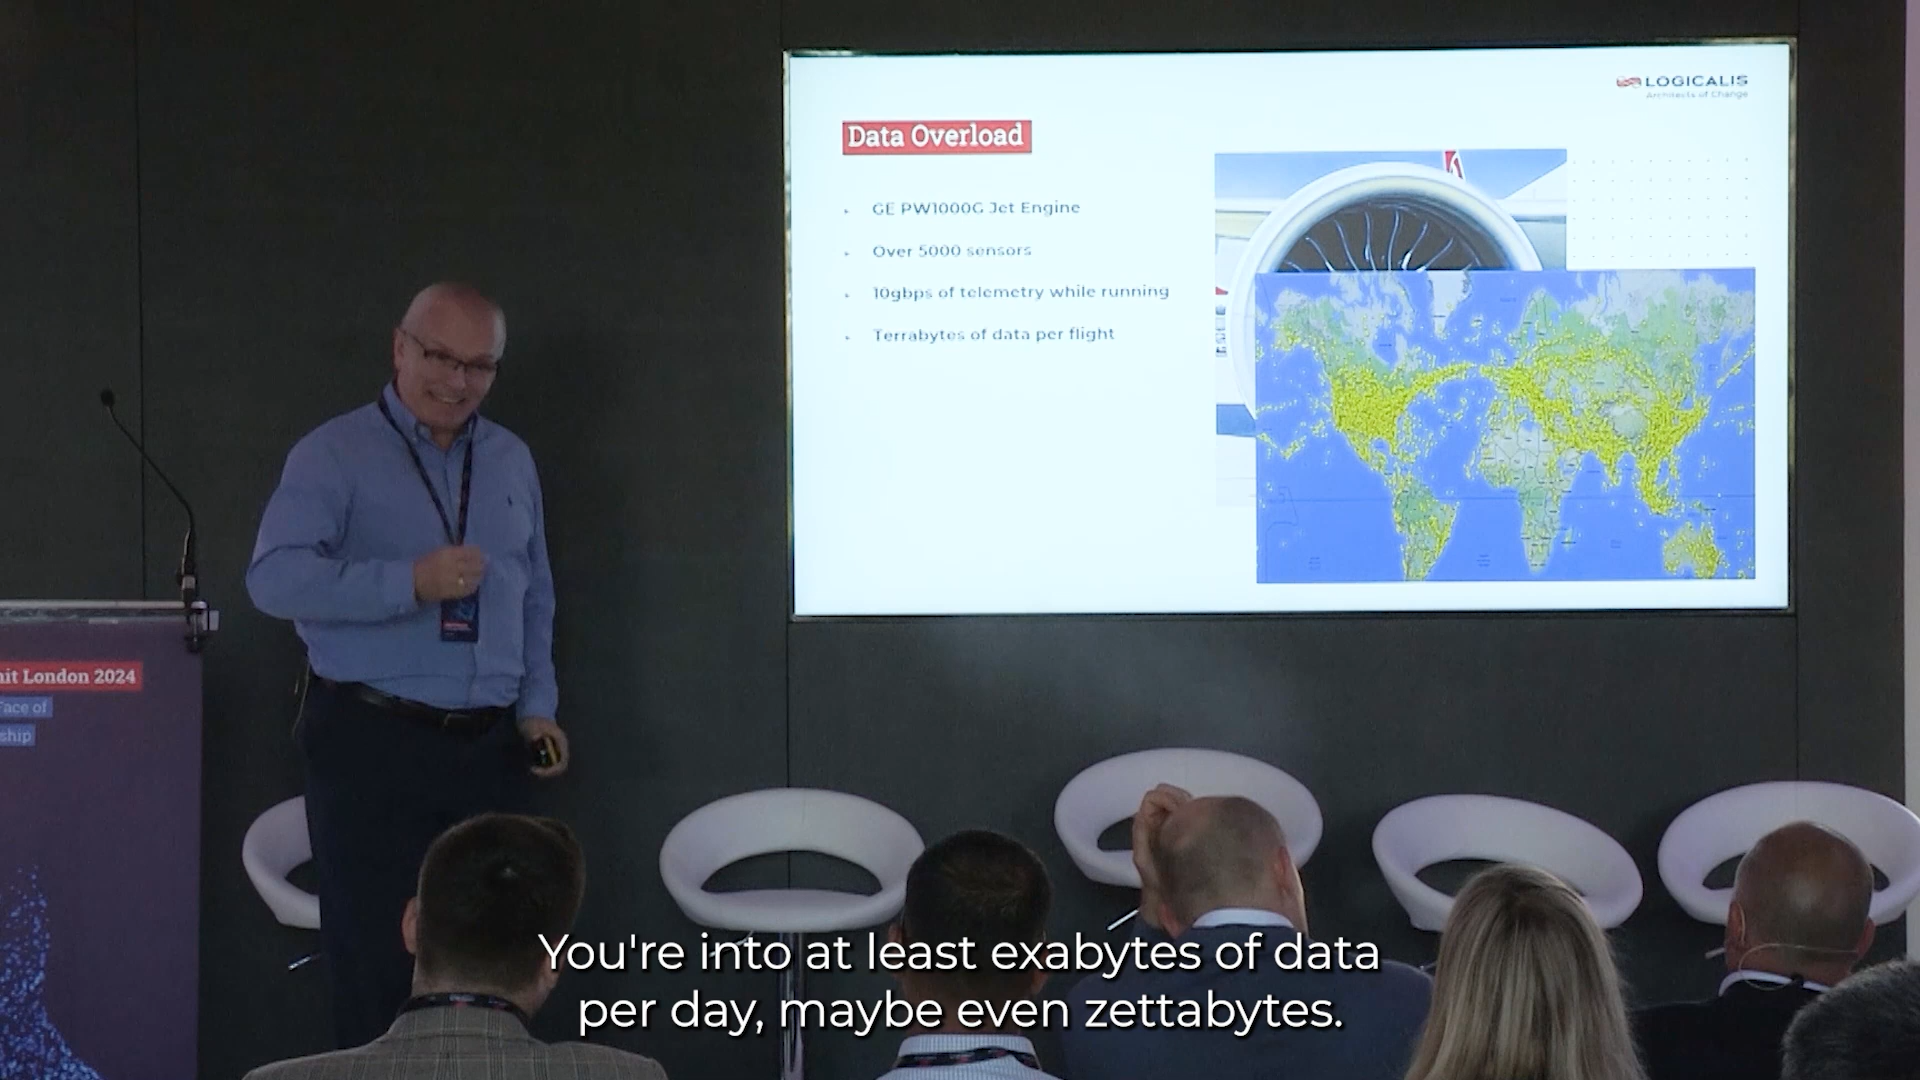 LOGICALIS
Architects of Change
Data Overload
GE PW1000G Jet Engine
Over 5000 sensors
10gbps of telemetry while running
Terrabytes of data per flight
nit London 2024
Face of
ship
You're into at least exabytes of data
per day, maybe even zettabytes.